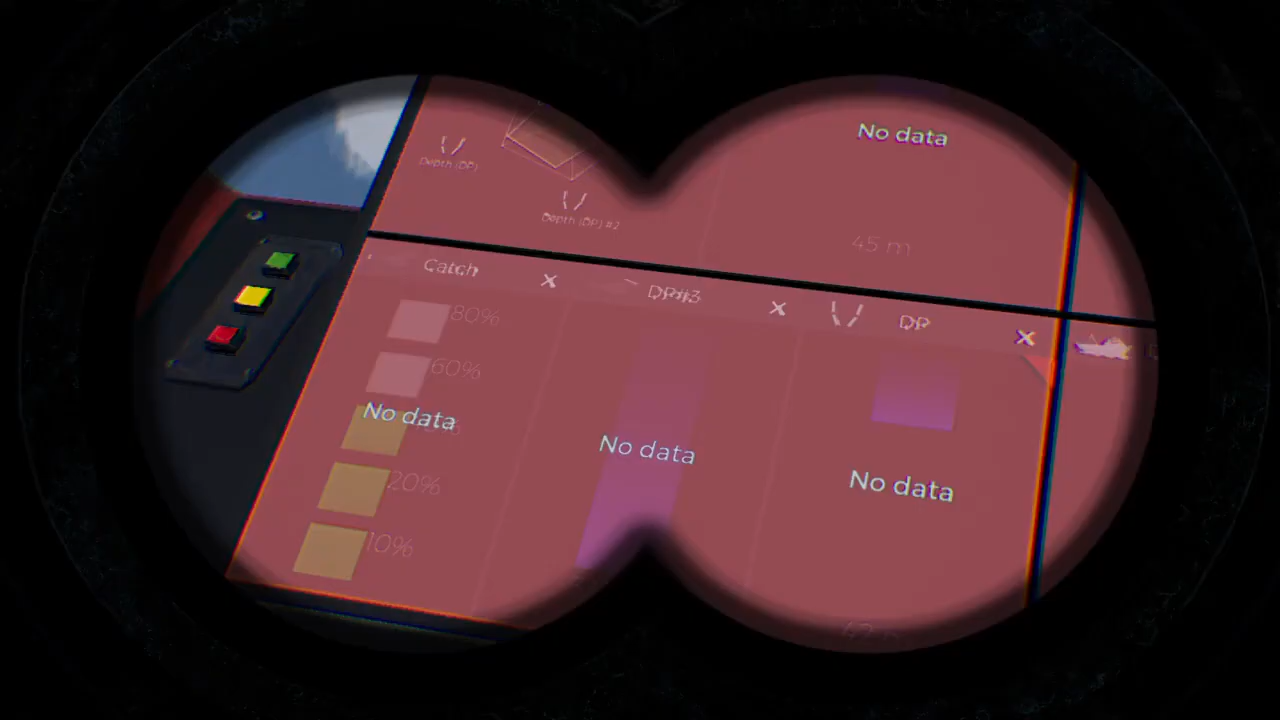 No data
Depth (DP)
Depth (DP) #2
45 m
Catch
DP#3
DP
80%
60%
No data
20%
10%
No data
No data